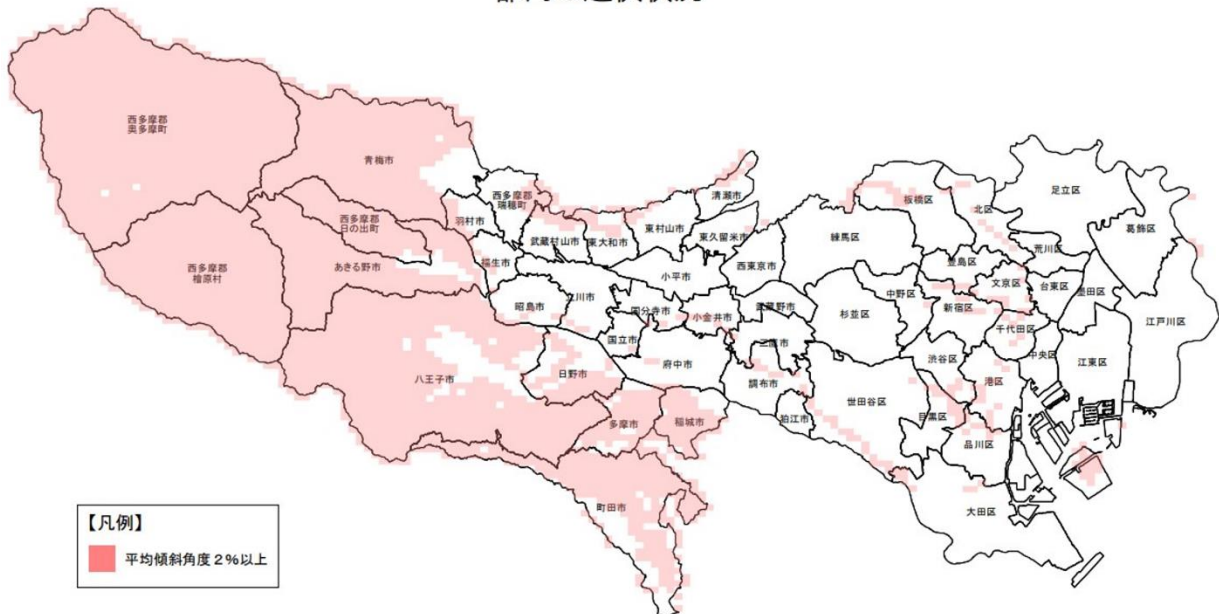 西多摩郡
奥多摩町
青梅市
西多摩郡
瑞穂町
清瀬市
足立区
板橋区
北区
葛飾区
羽村市
西多摩郡
日の出町
東村山市
武蔵村山市
東大和市
東久留米市
練馬区
荒川区
西多摩郡
檜原村
あきる野市
福生市
小平市
西東京市
豊島区
文京区
台東区
墨田区
昭島市
立川市
国分寺市
小金井市
武蔵野市
杉並区
中野区
新宿区
江戸川区
国立市
三鷹市
千代田区
渋谷区
中央区
江東区
八王子市
日野市
府中市
調布市
世田谷区
港区
多摩市
稲城市
狛江市
目黒区
品川区
町田市
大田区
【凡例】
平均傾斜角度2%以上